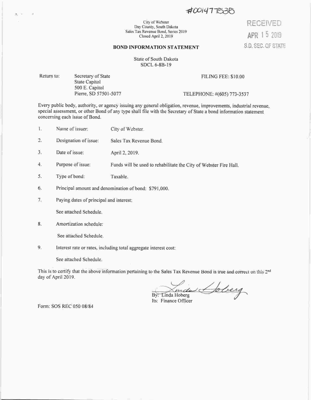 #00147753B
City of Webster
Day County, South Dakota
Sales Tax Revenue Bond, Series 2019
Closed April 2, 2019
RECEIVED
APR 15 2019
S.D. SEC. OF STATE
BOND INFORMATION STATEMENT
State of South Dakota
SDCL 6-8B-19
Return to: Secretary of State FILING FEE: $10.00
State Capitol
500 E. Capitol
Pierre, SD 57501-5077 TELEPHONE: #(605) 773-3537
Every public body, authority, or agency issuing any general obligation, revenue, improvements, industrial revenue,
special assessment, or other Bond of any type shall file with the Secretary of State a bond information statement
concerning each issue of Bond.
1. Name of issuer: City of Webster.
2. Designation of issue: Sales Tax Revenue Bond.
3. Date of issue: April 2, 2019.
4. Purpose of issue: Funds will be used to rehabilitate the City of Webster Fire Hall.
5. Type of bond: Taxable.
6. Principal amount and denomination of bond: $791,000.
7. Paying dates of principal and interest:
See attached Schedule.
8. Amortization schedule:
See attached Schedule.
9. Interest rate or rates, including total aggregate interest cost:
See attached Schedule.
This is to certify that the above information pertaining to the Sales Tax Revenue Bond is true and correct on this 2nd
day of April 2019.
Linda Hoberg
By: Linda Hoberg
Its: Finance Officer
Form: SOS REC 050 08/84